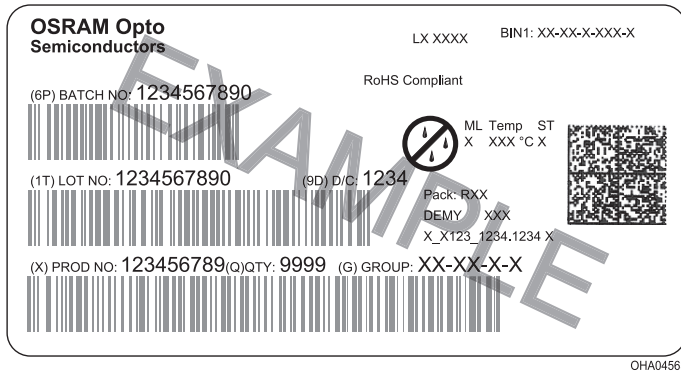 OSRAM Opto
Semiconductors
LX XXXX
BIN1: XX-XX-X-XXX-X
RoHS Compliant
(6P) BATCH NO: 1234567890
ML Temp ST
X XXX °C X
(1T) LOT NO: 1234567890
(9D) D/C: 1234
Pack: RXX
DEMY XXX
X_X123_1234.1234 X
(X) PROD NO: 123456789(Q)QTY: 9999 (G) GROUP: XX-XX-X-X
EXAMPLE
OHA04563